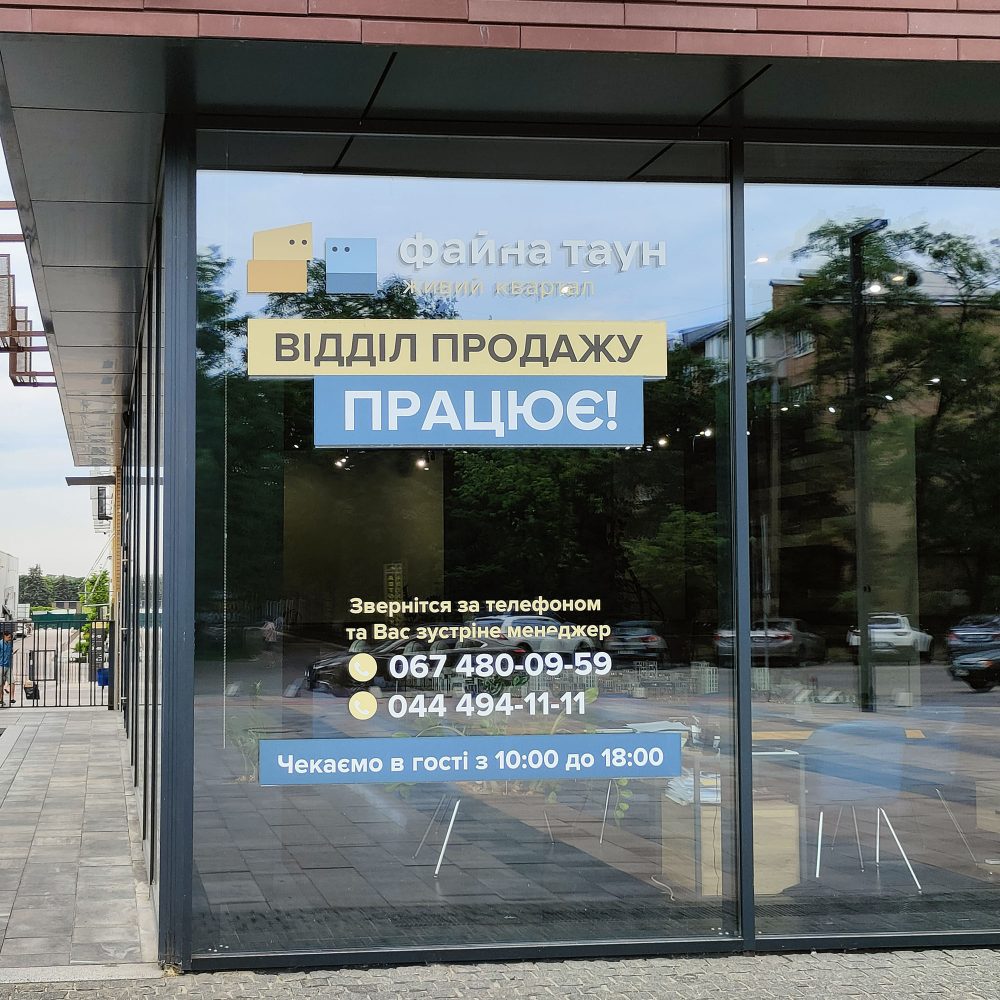 файна таун
живий квартал
ВІДДІЛ ПРОДАЖУ
ПРАЦЮЄ!
Звернітся за телефоном
та Вас зустріне менеджер
067 480-09-59
044 494-11-11
Чекаємо в гості з 10:00 до 18:00